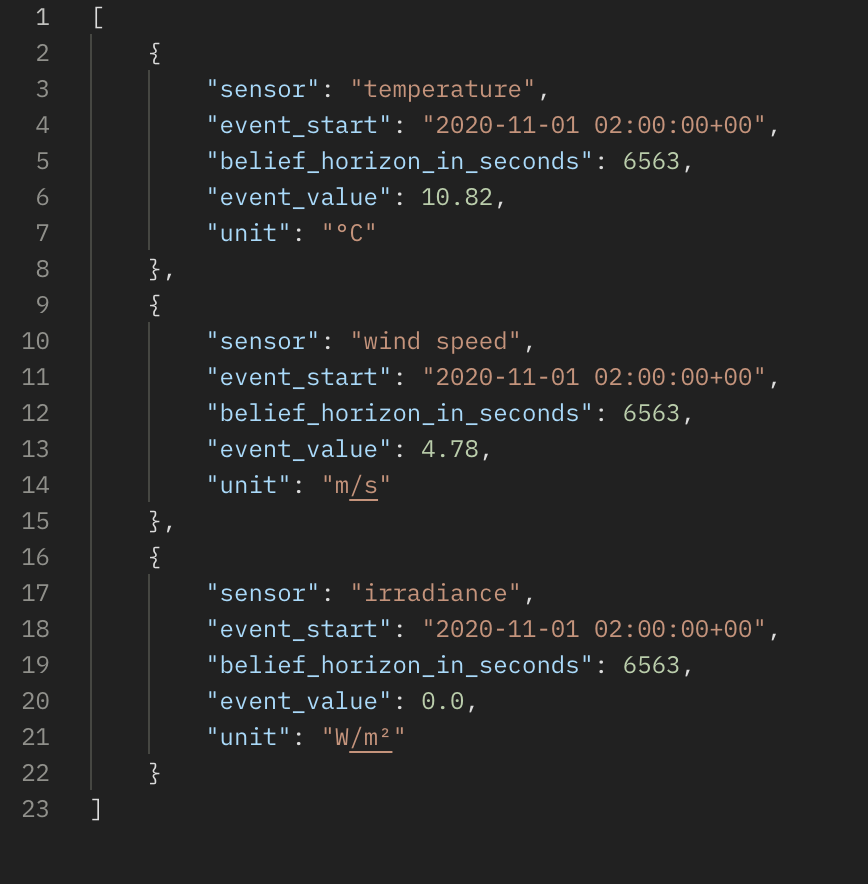 1 [
2 {
3 "sensor": "temperature",
4 "event_start": "2020-11-01 02:00:00+00",
5 "belief_horizon_in_seconds": 6563,
6 "event_value": 10.82,
7 "unit": "°C"
8 },
9 {
10 "sensor": "wind speed",
11 "event_start": "2020-11-01 02:00:00+00",
12 "belief_horizon_in_seconds": 6563,
13 "event_value": 4.78,
14 "unit": "m/s"
15 },
16 {
17 "sensor": "irradiance",
18 "event_start": "2020-11-01 02:00:00+00",
19 "belief_horizon_in_seconds": 6563,
20 "event_value": 0.0,
21 "unit": "W/m²"
22 }
23 ]